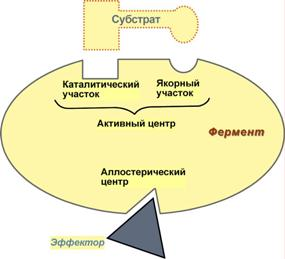 Субстрат
Каталитический Якорный
участок участок
Активный центр
Фермент
Аллостерический
центр
Эффектор